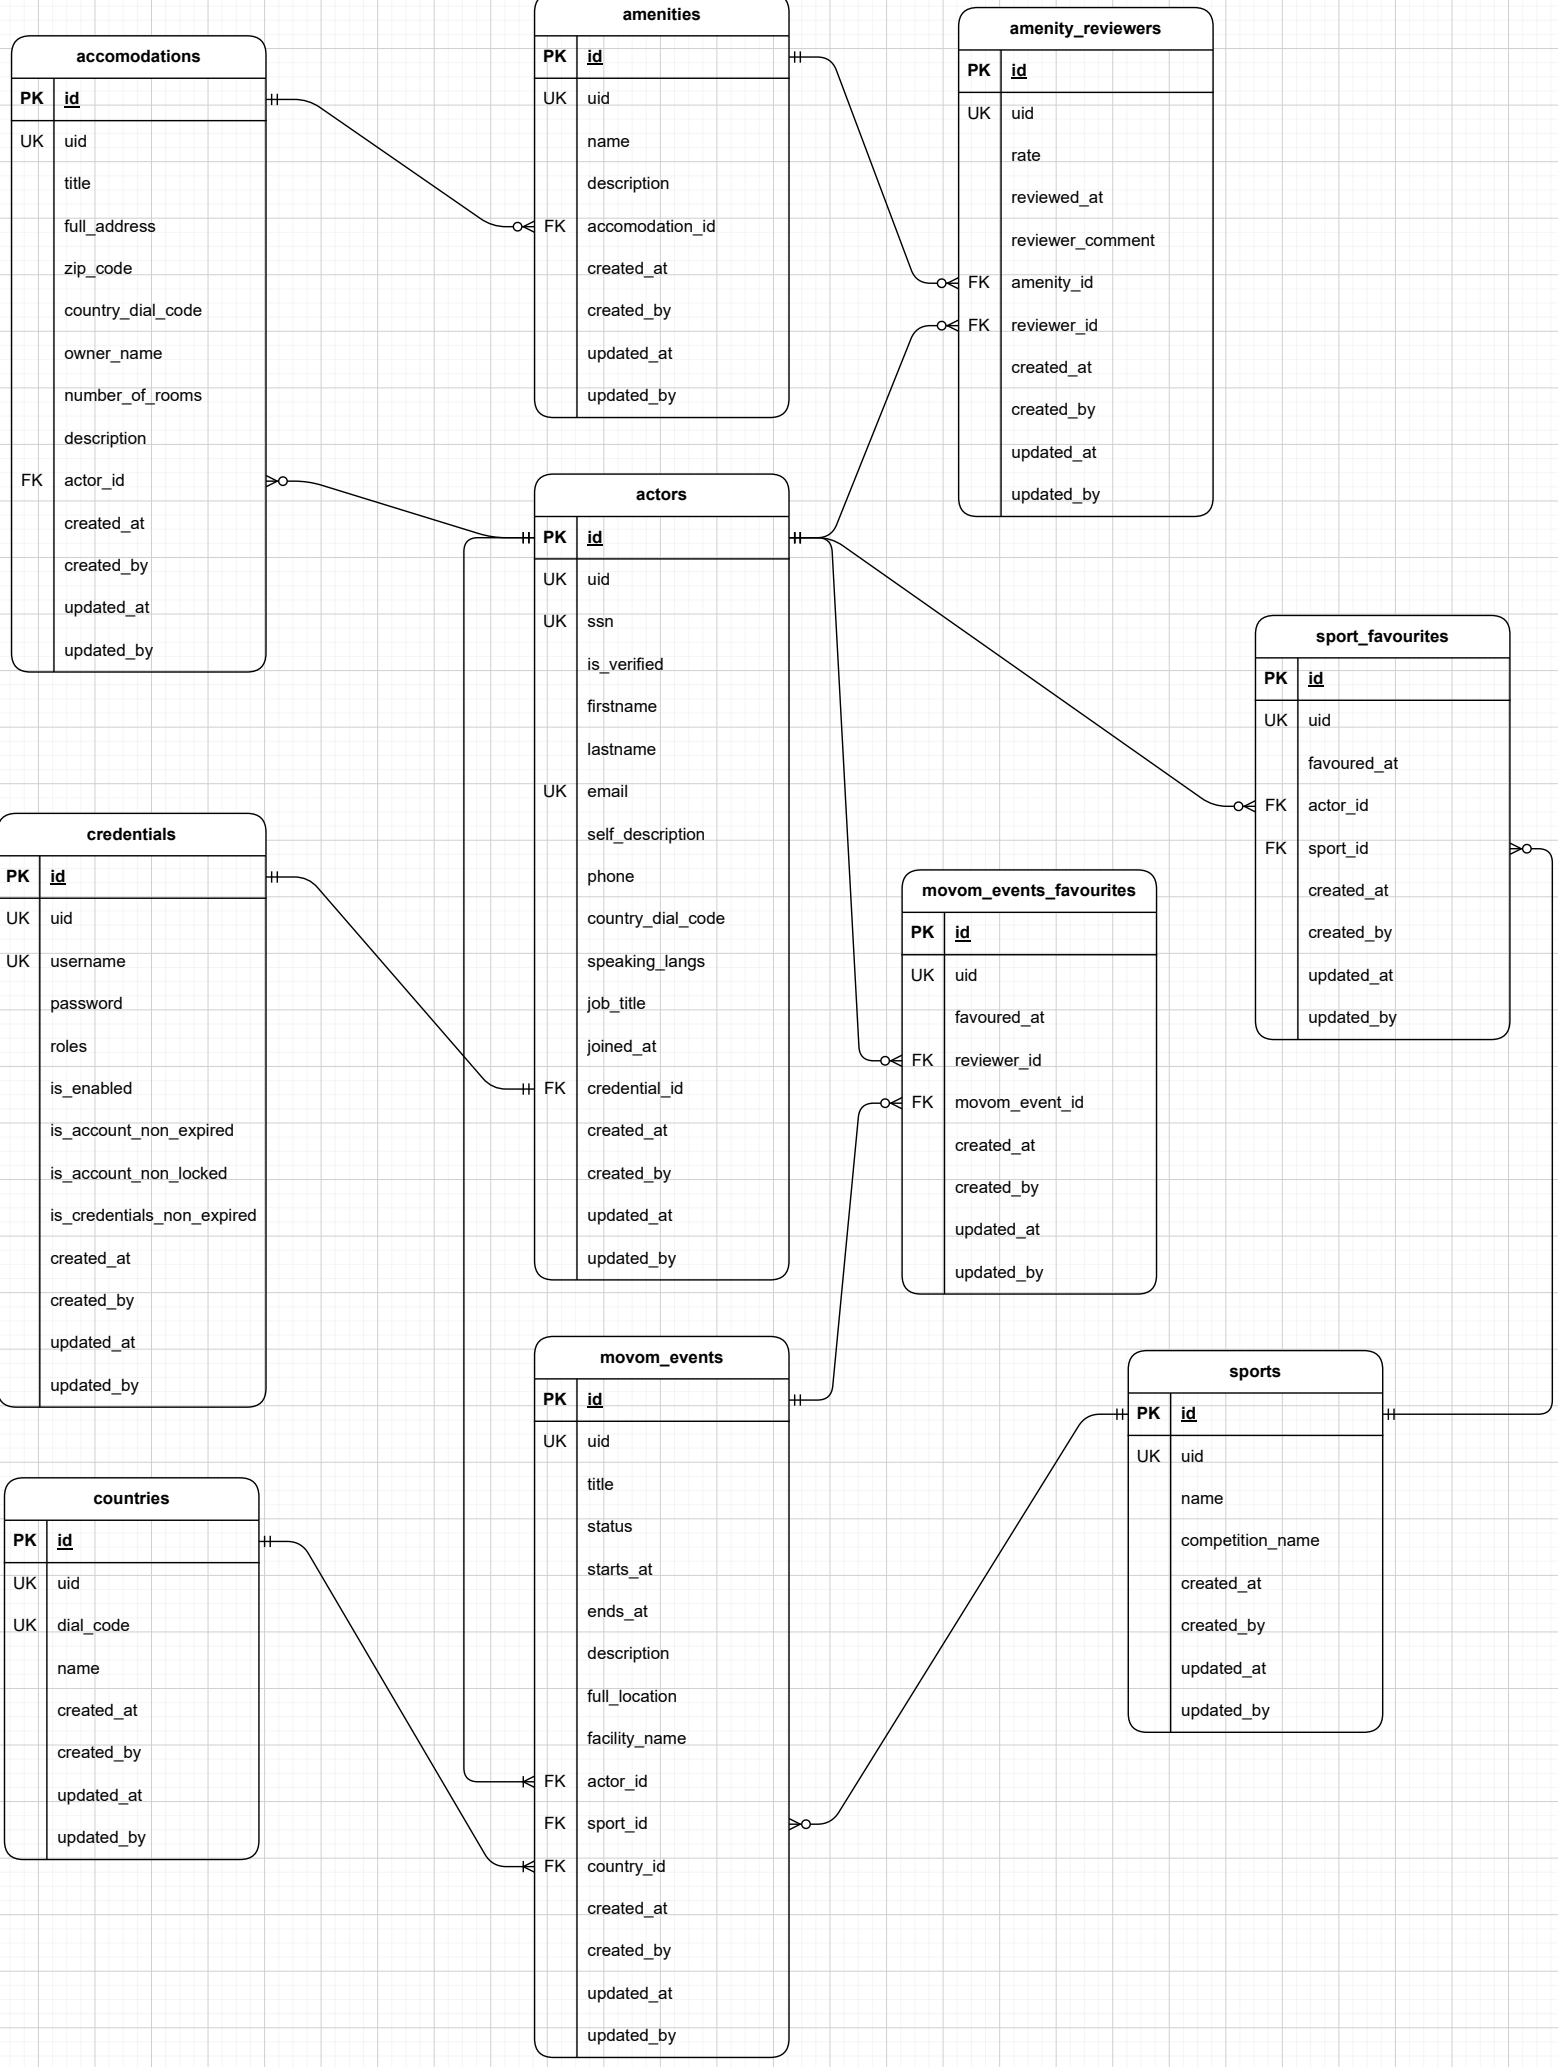 accomodations
PK id
UK uid
title
full_address
zip_code
country_dial_code
owner_name
number_of_rooms
description
FK actor_id
created_at
created_by
updated_at
updated_by
amenities
PK id
UK uid
name
description
FK accomodation_id
created_at
created_by
updated_at
updated_by
amenity_reviewers
PK id
UK uid
rate
reviewed_at
reviewer_comment
FK amenity_id
FK reviewer_id
created_at
created_by
updated_at
updated_by
actors
PK id
UK uid
UK ssn
is_verified
firstname
lastname
UK email
self_description
phone
country_dial_code
speaking_langs
job_title
joined_at
FK credential_id
created_at
created_by
updated_at
updated_by
sport_favourites
PK id
UK uid
favoured_at
FK actor_id
FK sport_id
created_at
created_by
updated_at
updated_by
credentials
PK id
UK uid
UK username
password
roles
is_enabled
is_account_non_expired
is_account_non_locked
is_credentials_non_expired
created_at
created_by
updated_at
updated_by
movom_events_favourites
PK id
UK uid
favoured_at
FK reviewer_id
FK movom_event_id
created_at
created_by
updated_at
updated_by
movom_events
PK id
UK uid
title
status
starts_at
ends_at
description
full_location
facility_name
FK actor_id
FK sport_id
FK country_id
created_at
created_by
updated_at
updated_by
sports
PK id
UK uid
name
competition_name
created_at
created_by
updated_at
updated_by
countries
PK id
UK uid
UK dial_code
name
created_at
created_by
updated_at
updated_by